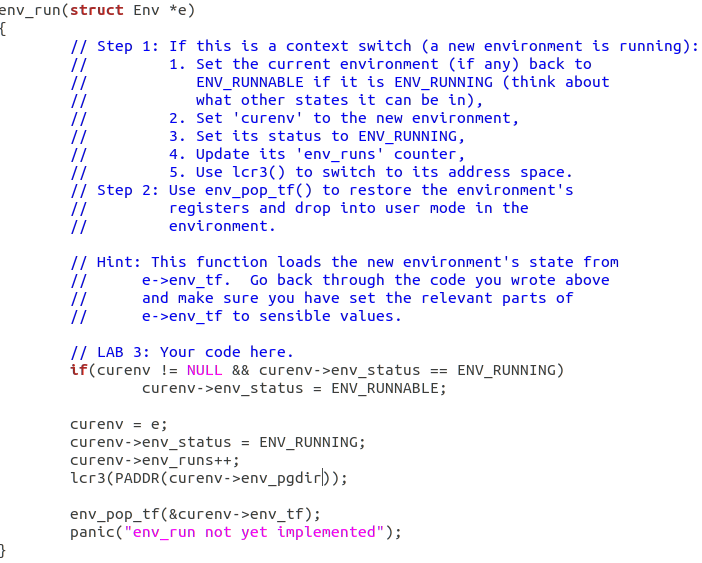 env_run(struct Env *e)
{
        // Step 1: If this is a context switch (a new environment is running):
        //         1. Set the current environment (if any) back to
        //            ENV_RUNNABLE if it is ENV_RUNNING (think about
        //            what other states it can be in),
        //         2. Set 'curenv' to the new environment,
        //         3. Set its status to ENV_RUNNING,
        //         4. Update its 'env_runs' counter,
        //         5. Use lcr3() to switch to its address space.
        // Step 2: Use env_pop_tf() to restore the environment's
        //         registers and drop into user mode in the
        //         environment.

        // Hint: This function loads the new environment's state from
        //      e->env_tf.  Go back through the code you wrote above
        //      and make sure you have set the relevant parts of
        //      e->env_tf to sensible values.

        // LAB 3: Your code here.
        if(curenv != NULL && curenv->env_status == ENV_RUNNING)
                curenv->env_status = ENV_RUNNABLE;

        curenv = e;
        curenv->env_status = ENV_RUNNING;
        curenv->env_runs++;
        lcr3(PADDR(curenv->env_pgdir));

        env_pop_tf(&curenv->env_tf);
        panic("env_run not yet implemented");
}